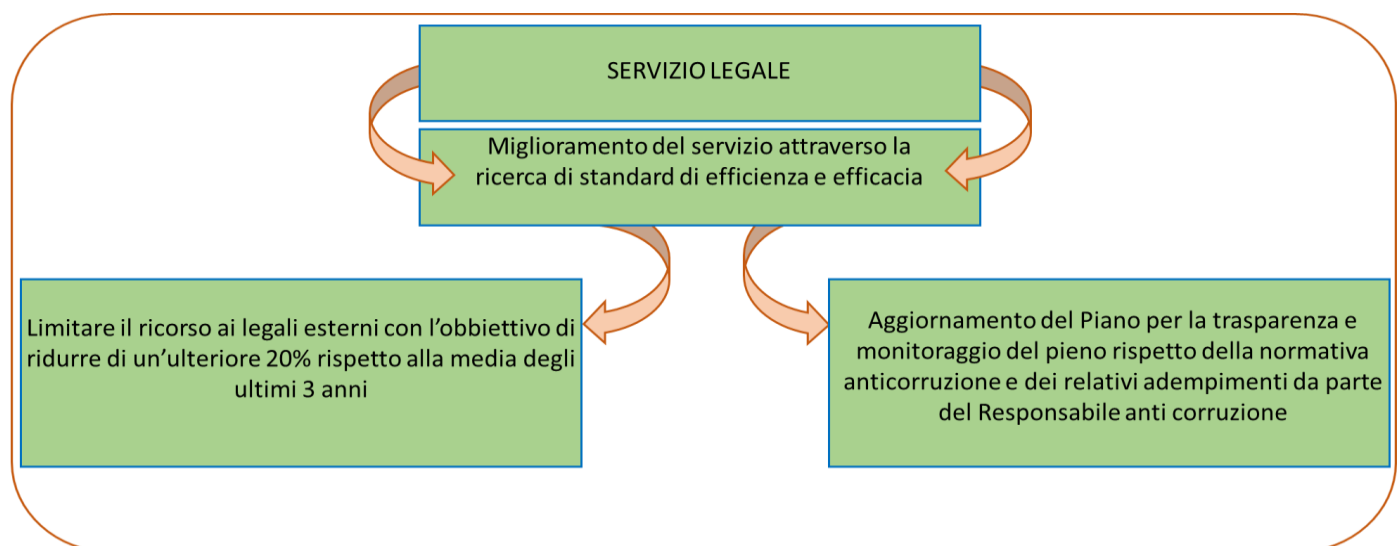 SERVIZIO LEGALE
Miglioramento del servizio attraverso la
ricerca di standard di efficienza e efficacia
Limitare il ricorso ai legali esterni con l’obbiettivo di
ridurre di un’ulteriore 20% rispetto alla media degli
ultimi 3 anni
Aggiornamento del Piano per la trasparenza e
monitoraggio del pieno rispetto della normativa
anticorruzione e dei relativi adempimenti da parte
del Responsabile anti corruzione